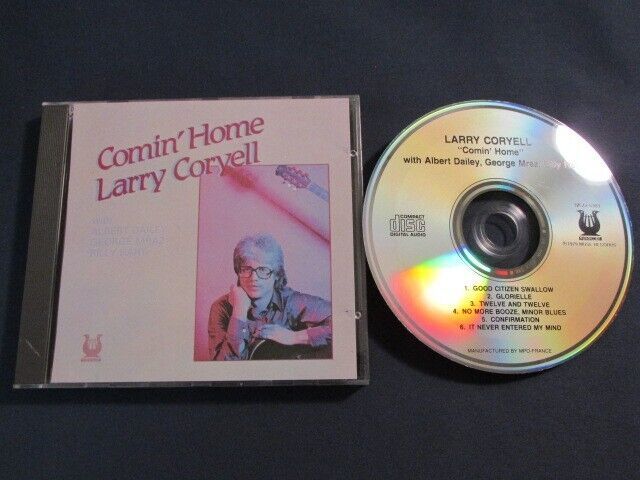 Comin' Home
Larry Coryell
ALBERT
GEORGE
LARRY CORYELL
"Comin' Home"
with Albert Dailey, George Mraz,
COMPACT
disc
DIGITAL AUDIO
1. GOOD CITIZEN SWALLOW
2. GLORIELLE
3. TWELVE AND TWELVE
4. NO MORE BOOZE, MINOR BLUES
5. CONFIRMATION
6. IT NEVER ENTERED MY MIND
MANUFACTURED BY MPO-FRANCE